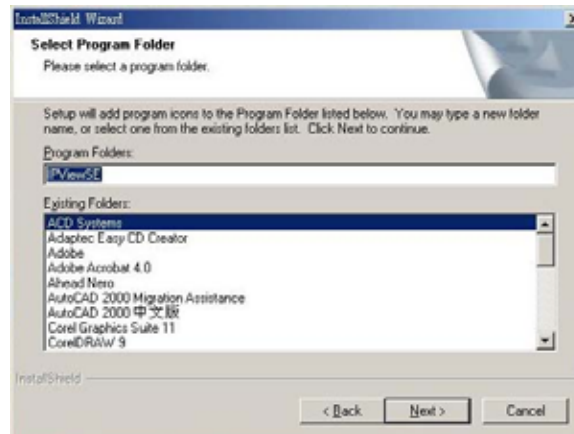 InstallShield Wizard
Select Program Folder
Please select a program folder.
Setup will add program icons to the Program Folder listed below. You may type a new folder
name, or select one from the existing folders list. Click Next to continue.
Program Folders:
IPViewSE
Existing Folders:
ACD Systems
Adaptec Easy CD Creator
Adobe
Adobe Acrobat 4.0
Ahead Nero
AutoCAD 2000 Migration Assistance
AutoCAD 2000 中文版
Corel Graphics Suite 11
CorelDRAW 9
InstallShield
< Back
Next >
Cancel